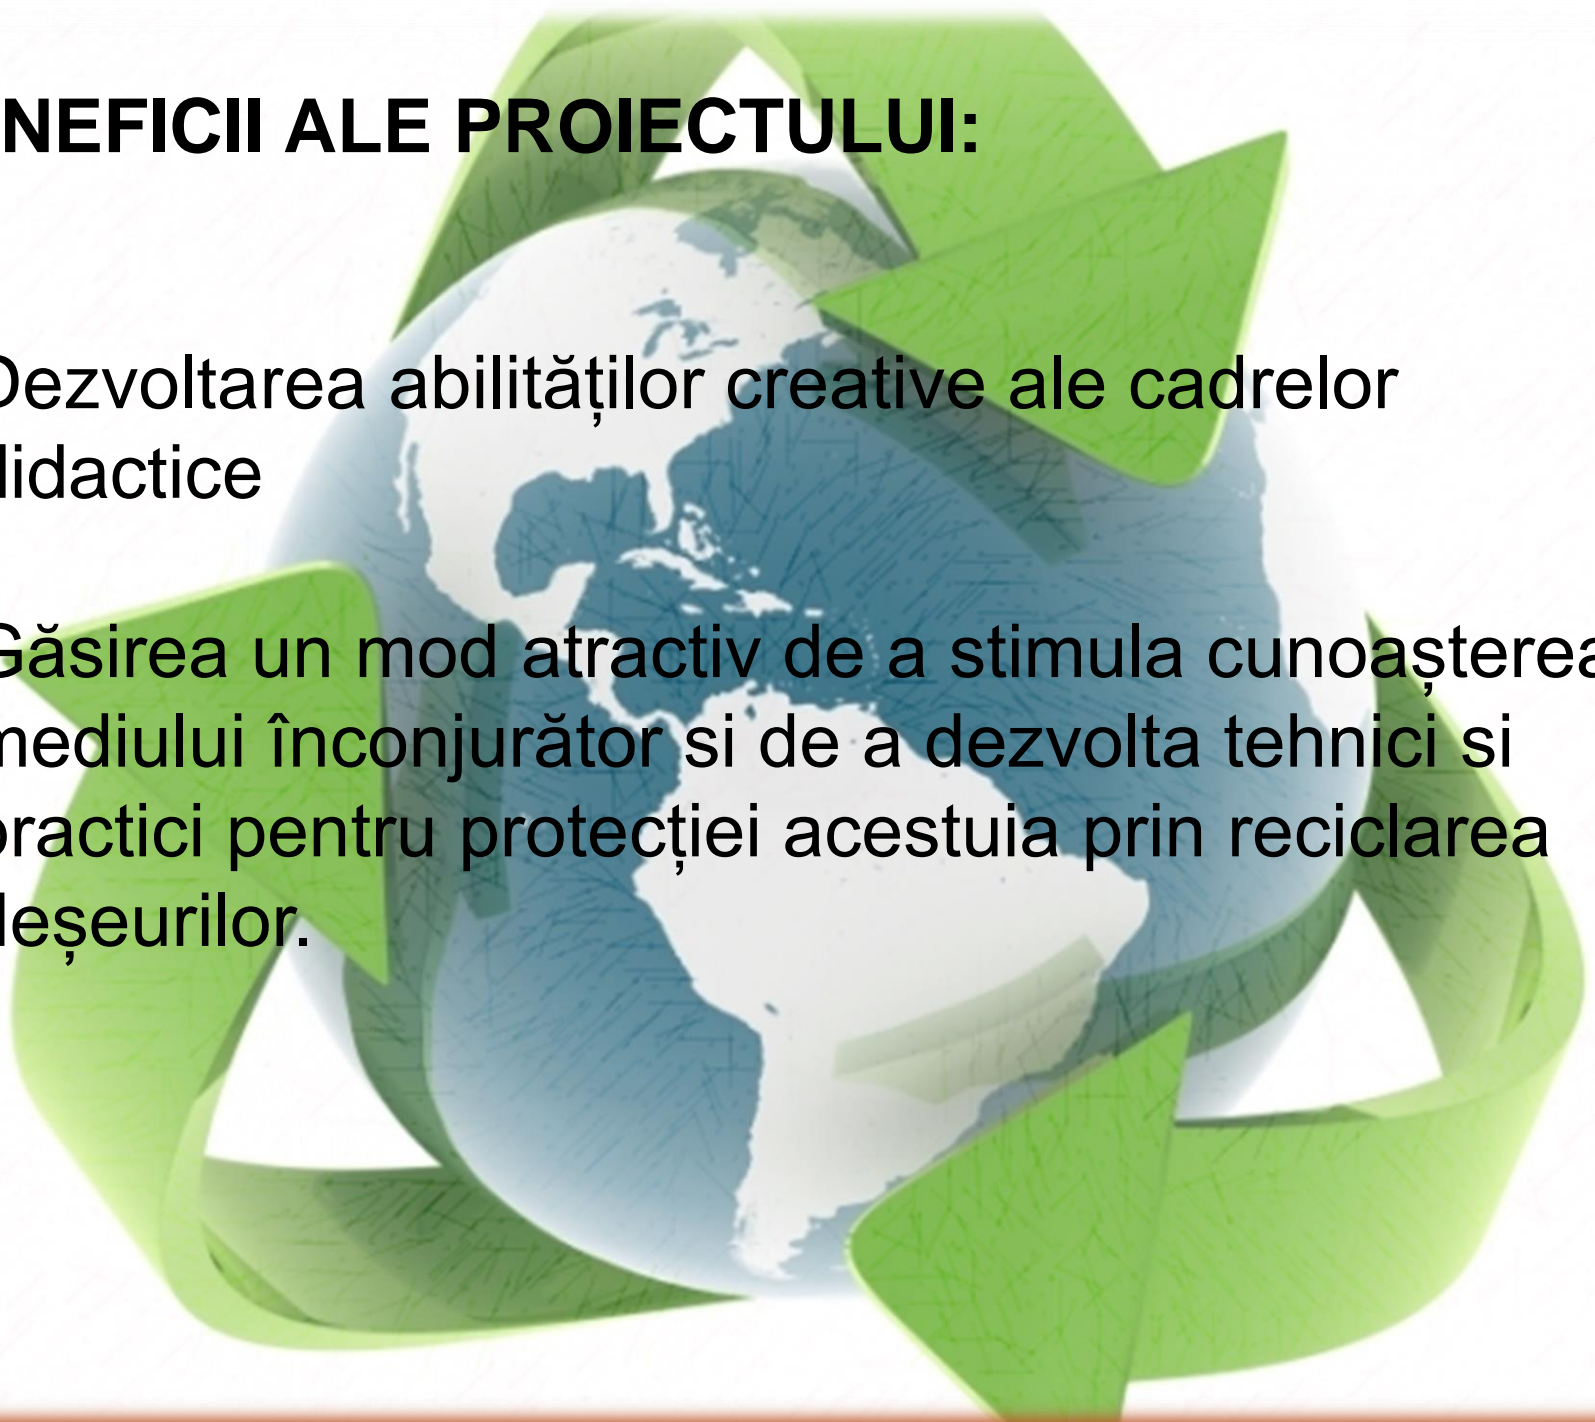 NEFICII ALE PROIECTULUI:
Dezvoltarea abilităților creative ale cadrelor
didactice
Găsirea un mod atractiv de a stimula cunoașterea
mediului înconjurător si de a dezvolta tehnici si
practici pentru protecției acestuia prin reciclarea
deșeurilor.